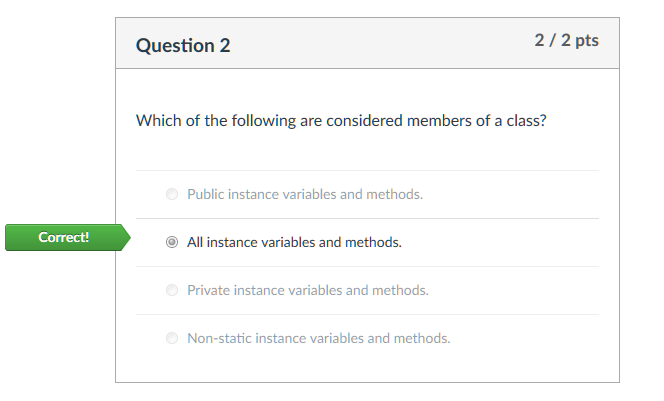 Question 2
2 / 2 pts
Which of the following are considered members of a class?
Public instance variables and methods.
Correct!
All instance variables and methods.
Private instance variables and methods.
Non-static instance variables and methods.